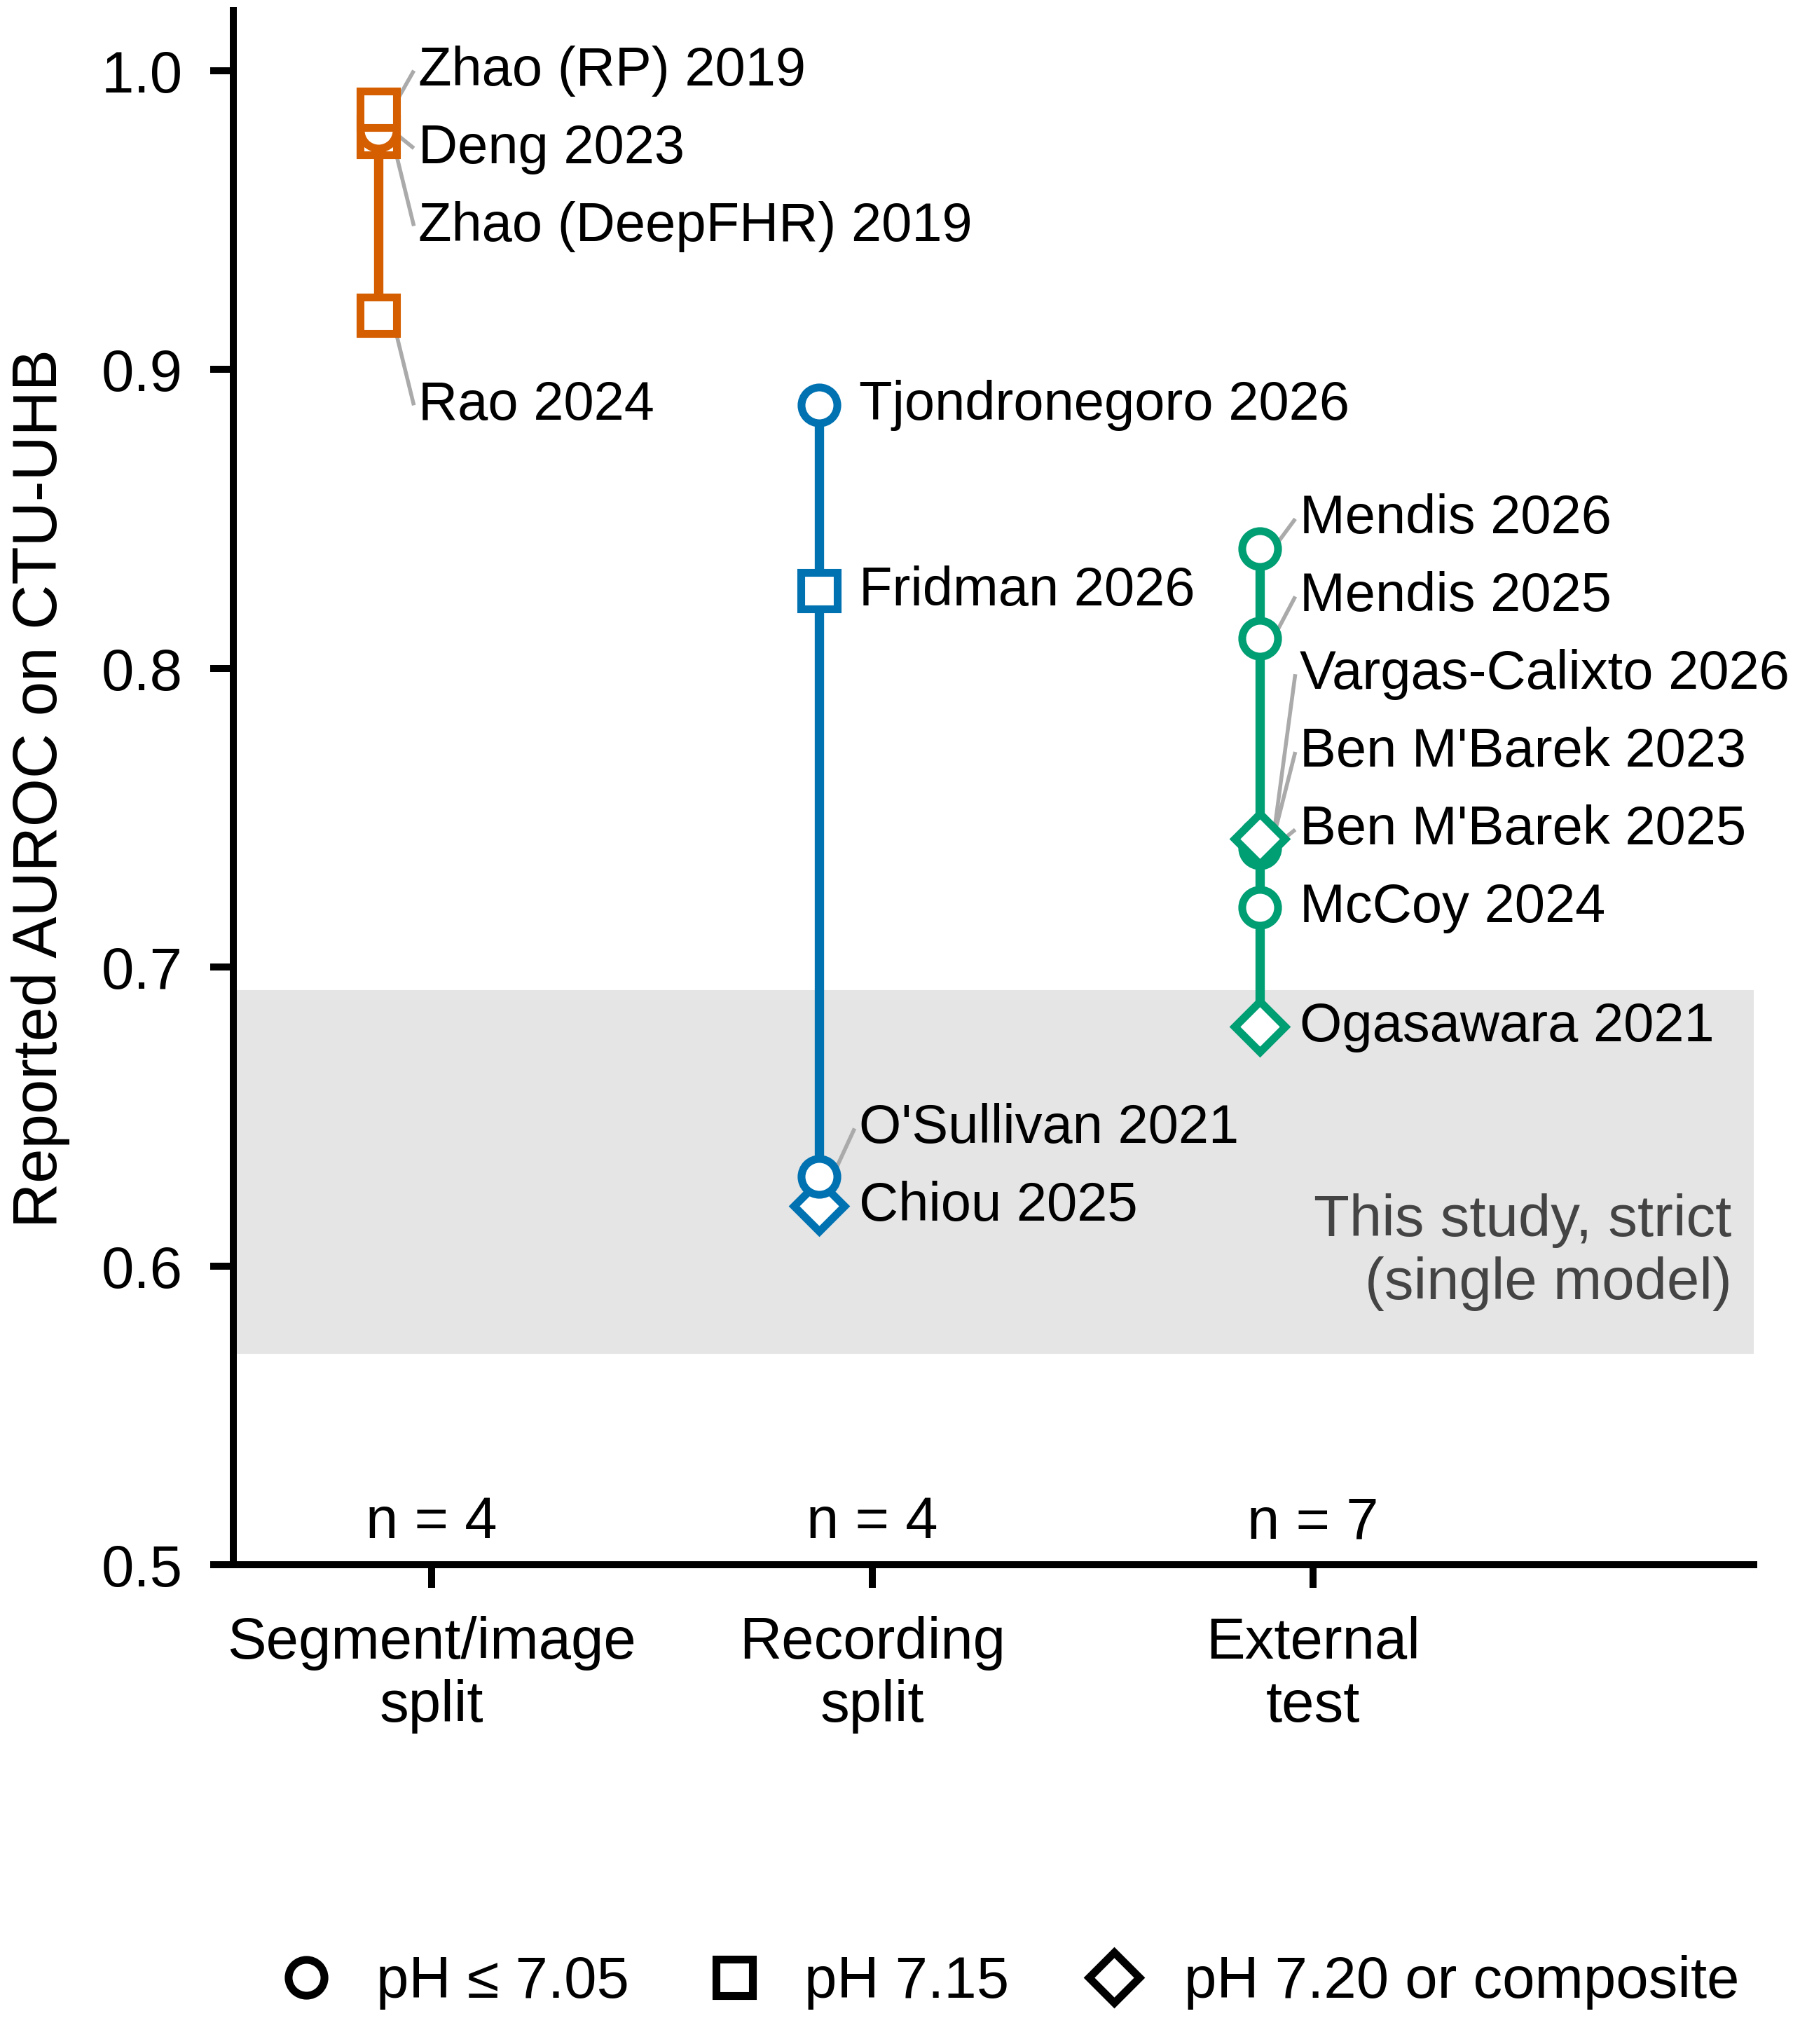 Reported AUROC on CTU-UHB
1.0
0.9
0.8
0.7
0.6
0.5
Zhao (RP) 2019
Deng 2023
Zhao (DeepFHR) 2019
Rao 2024
Tjondronegoro 2026
Fridman 2026
O'Sullivan 2021
Chiou 2025
Mendis 2026
Mendis 2025
Vargas-Calixto 2026
Ben M'Barek 2023
Ben M'Barek 2025
McCoy 2024
Ogasawara 2021
This study, strict
(single model)
n = 4
n = 4
n = 7
Segment/image
split
Recording
split
External
test
pH ≤ 7.05
pH 7.15
pH 7.20 or composite